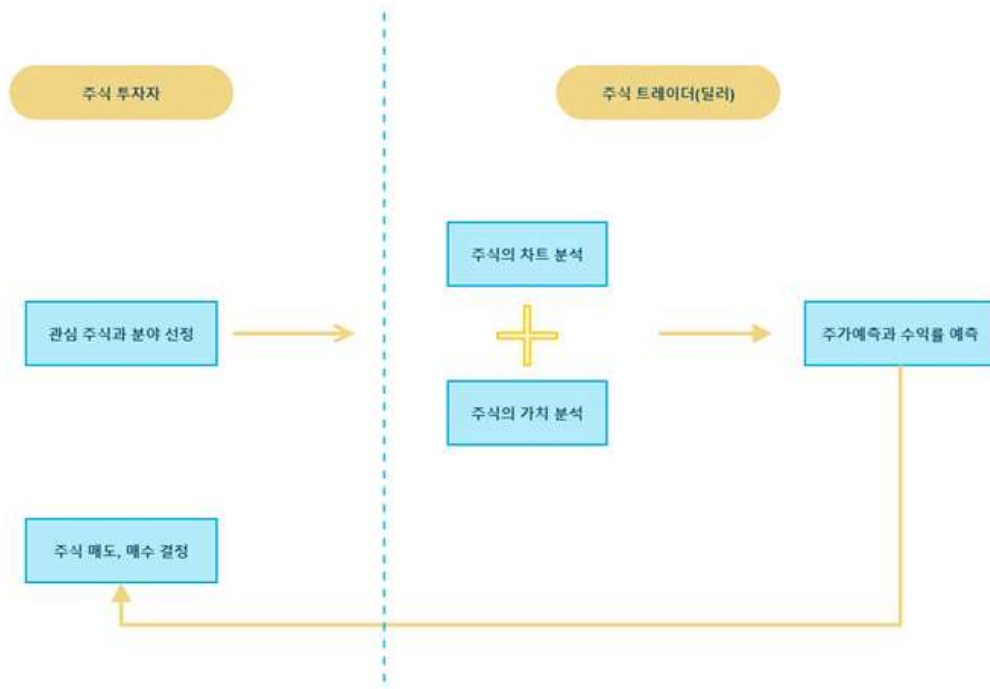 주식 투자자
주식 트레이더(딜러)
주식의 차트 분석
관심 주식과 분야 선정
주가예측과 수익률 예측
주식의 가치 분석
주식 매도, 매수 결정